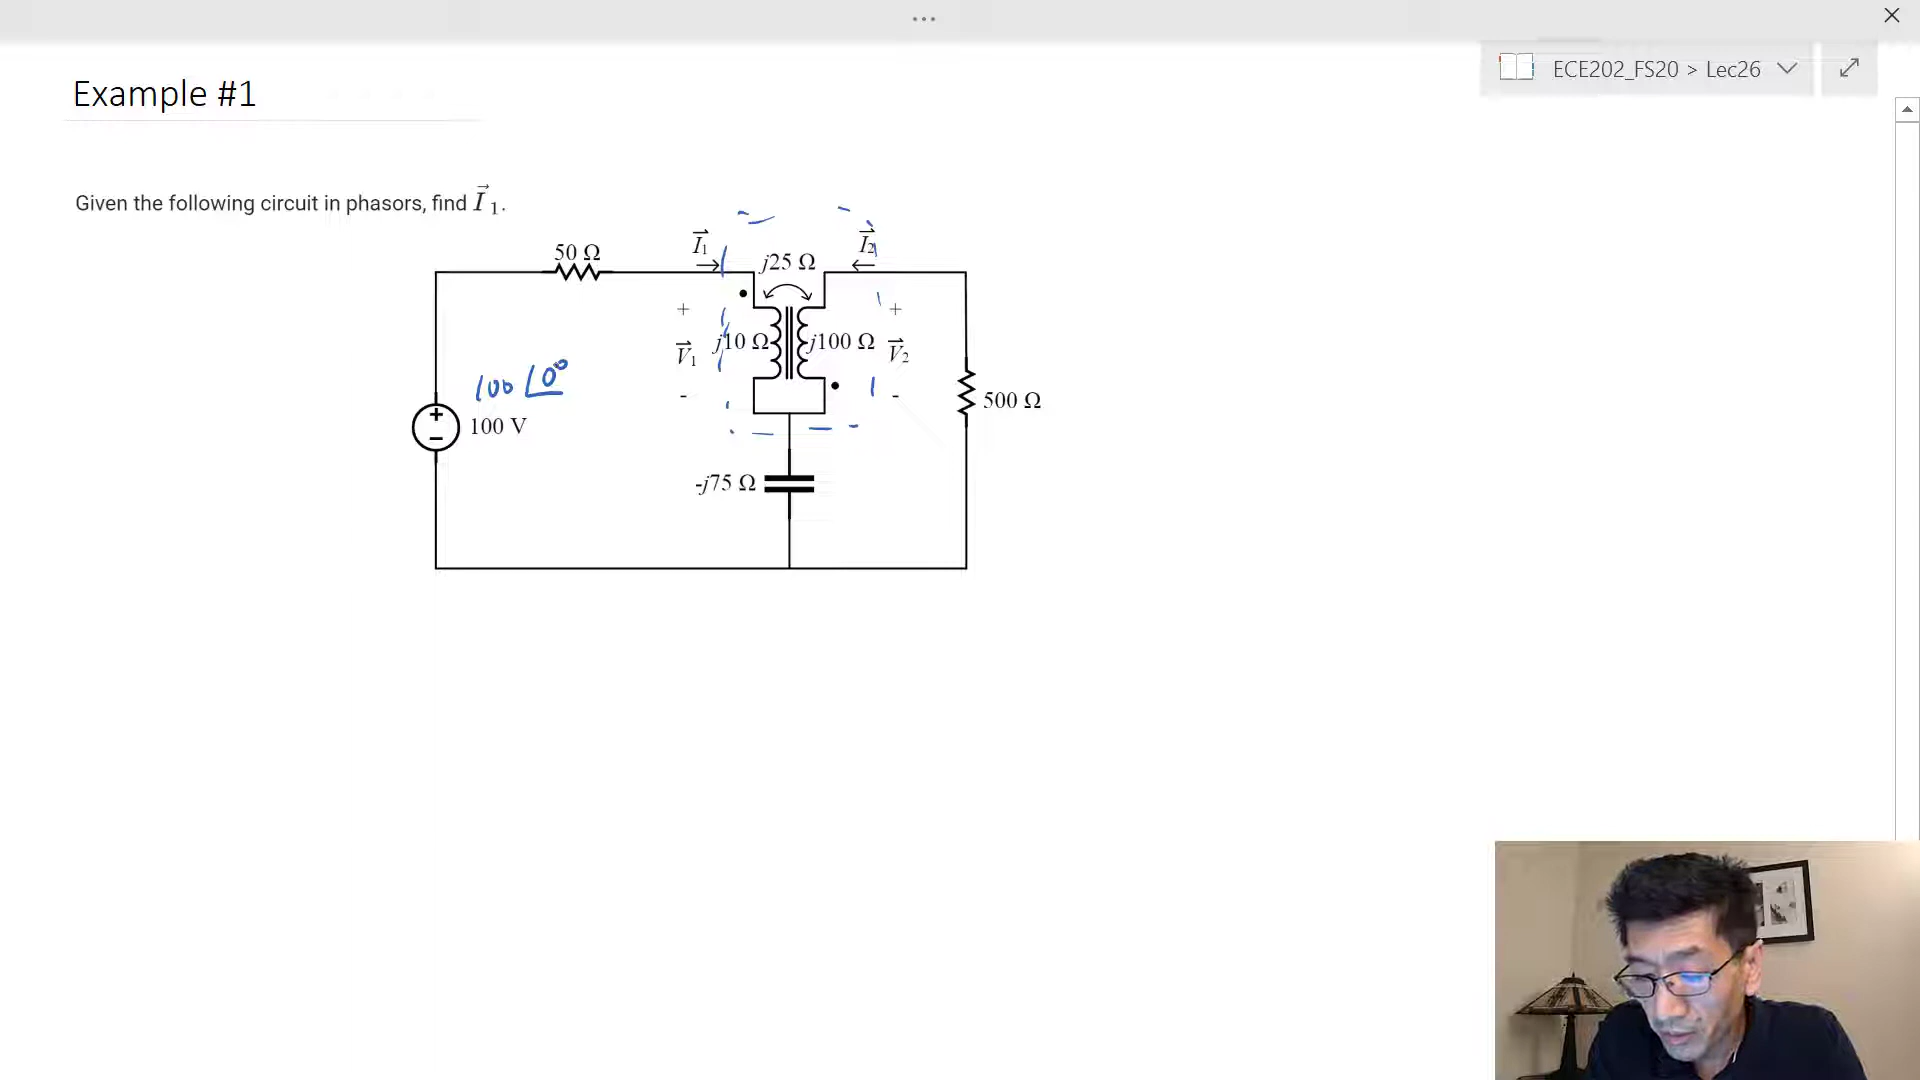 ...
ECE202_FS20 > Lec26
Example #1
Given the following circuit in phasors, find I⃗ 1.
50 Ω
I⃗1
j25 Ω
I⃗2
+
+
j10 Ω
j100 Ω
V⃗1
V⃗2
100 ∠0°
-
-
500 Ω
+
−
100 V
-j75 Ω